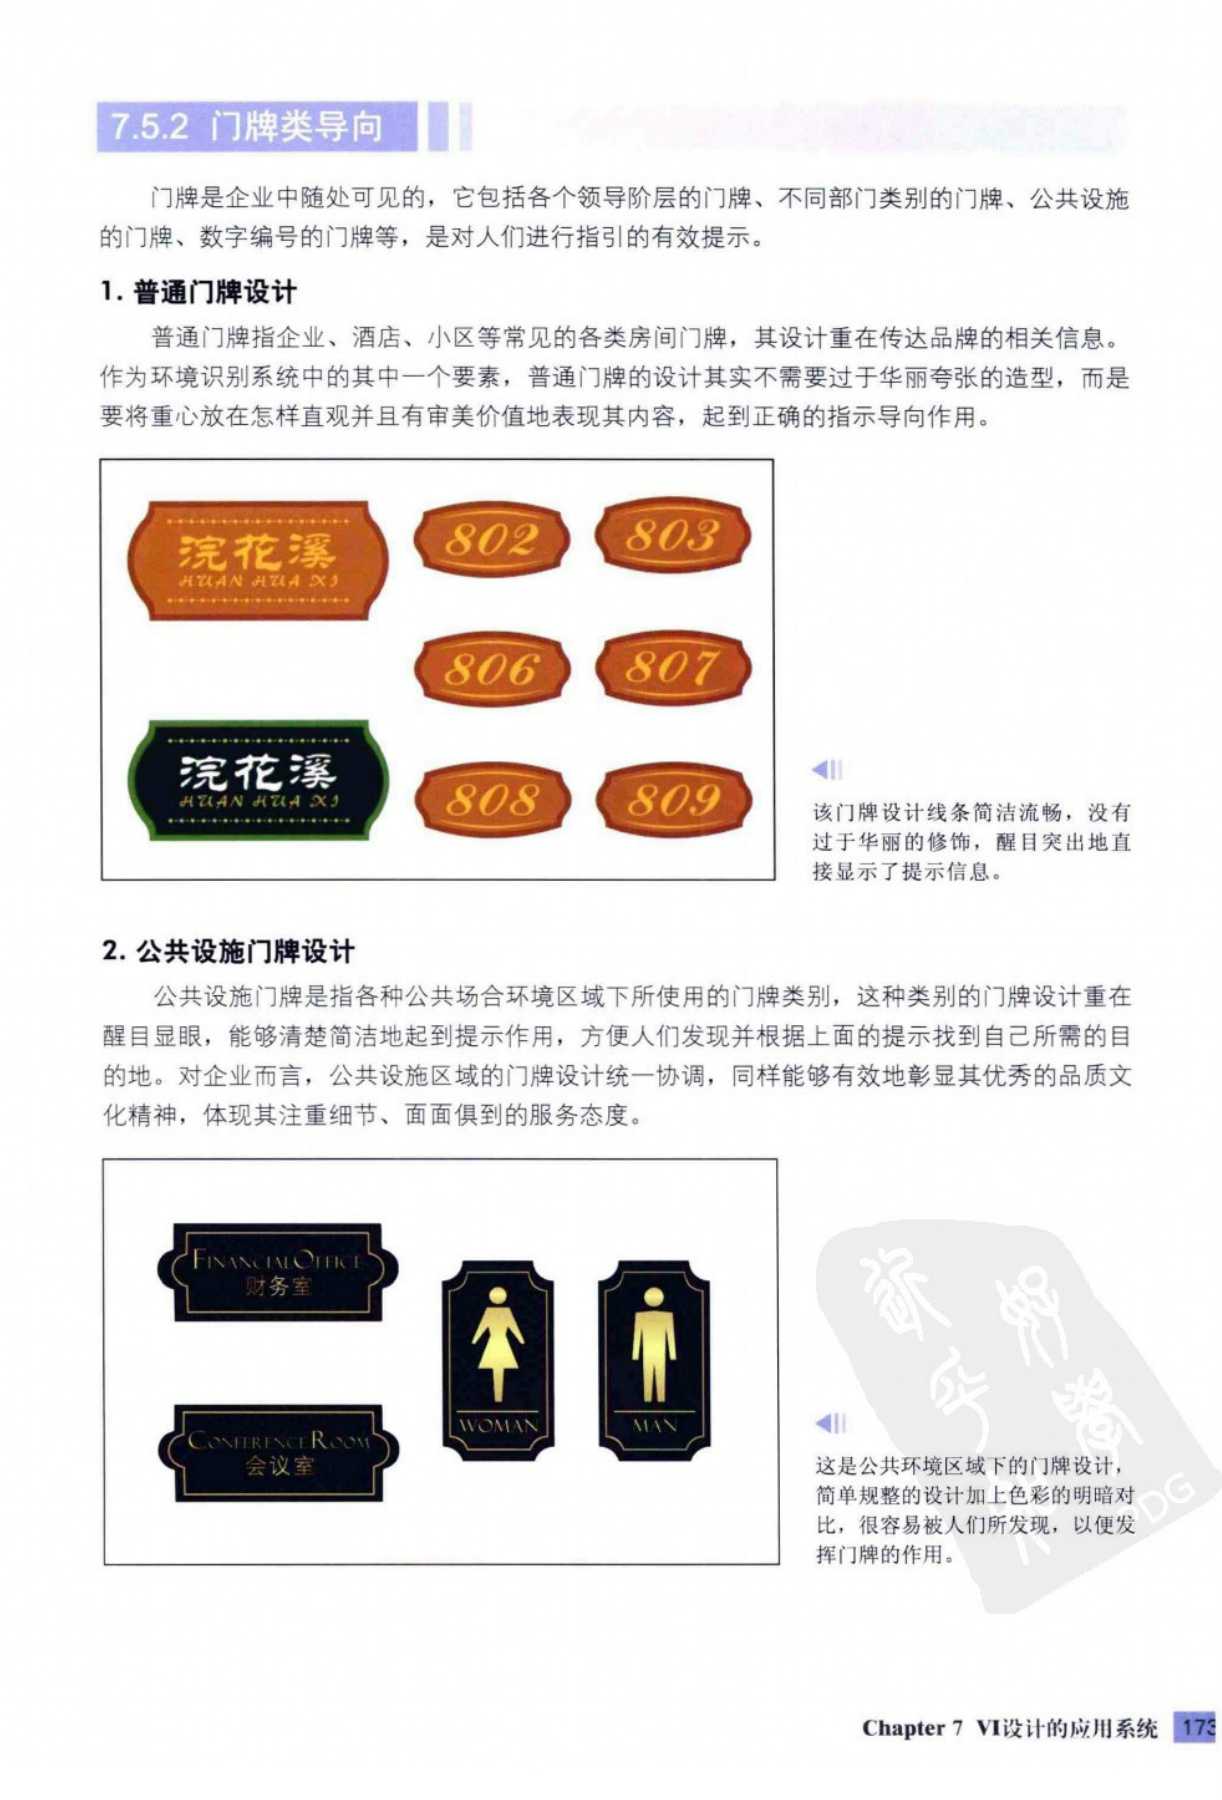 7.5.2 门牌类导向
门牌是企业中随处可见的，它包括各个领导阶层的门牌、不同部门类别的门牌、公共设施
的门牌、数字编号的门牌等，是对人们进行指引的有效提示。
1. 普通门牌设计
普通门牌指企业、酒店、小区等常见的各类房间门牌，其设计重在传达品牌的相关信息。
作为环境识别系统中的其中一个要素，普通门牌的设计其实不需要过于华丽夸张的造型，而是
要将重心放在怎样直观并且有审美价值地表现其内容，起到正确的指示导向作用。
浣花溪
HUAN HUA XI
802
803
806
807
浣花溪
HUAN HUA XI
808
809
该门牌设计线条简洁流畅，没有
过于华丽的修饰，醒目突出地直
接显示了提示信息。
2. 公共设施门牌设计
公共设施门牌是指各种公共场合环境区域下所使用的门牌类别，这种类别的门牌设计重在
醒目显眼，能够清楚简洁地起到提示作用，方便人们发现并根据上面的提示找到自己所需的目
的地。对企业而言，公共设施区域的门牌设计统一协调，同样能够有效地彰显其优秀的品质文
化精神，体现其注重细节、面面俱到的服务态度。
FINANCIAL OFFICE
财务室
CONFERENCE ROOM
会议室
WOMAN
MAN
这是公共环境区域下的门牌设计，
简单规整的设计加上色彩的明暗对
比，很容易被人们所发现，以便发
挥门牌的作用。
PDG
Chapter 7 VI设计的应用系统 173